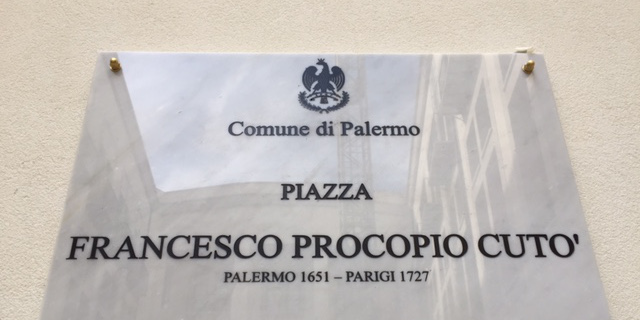 Comune di Palermo
PIAZZA
FRANCESCO PROCOPIO CUTO'
PALERMO 1651 – PARIGI 1727